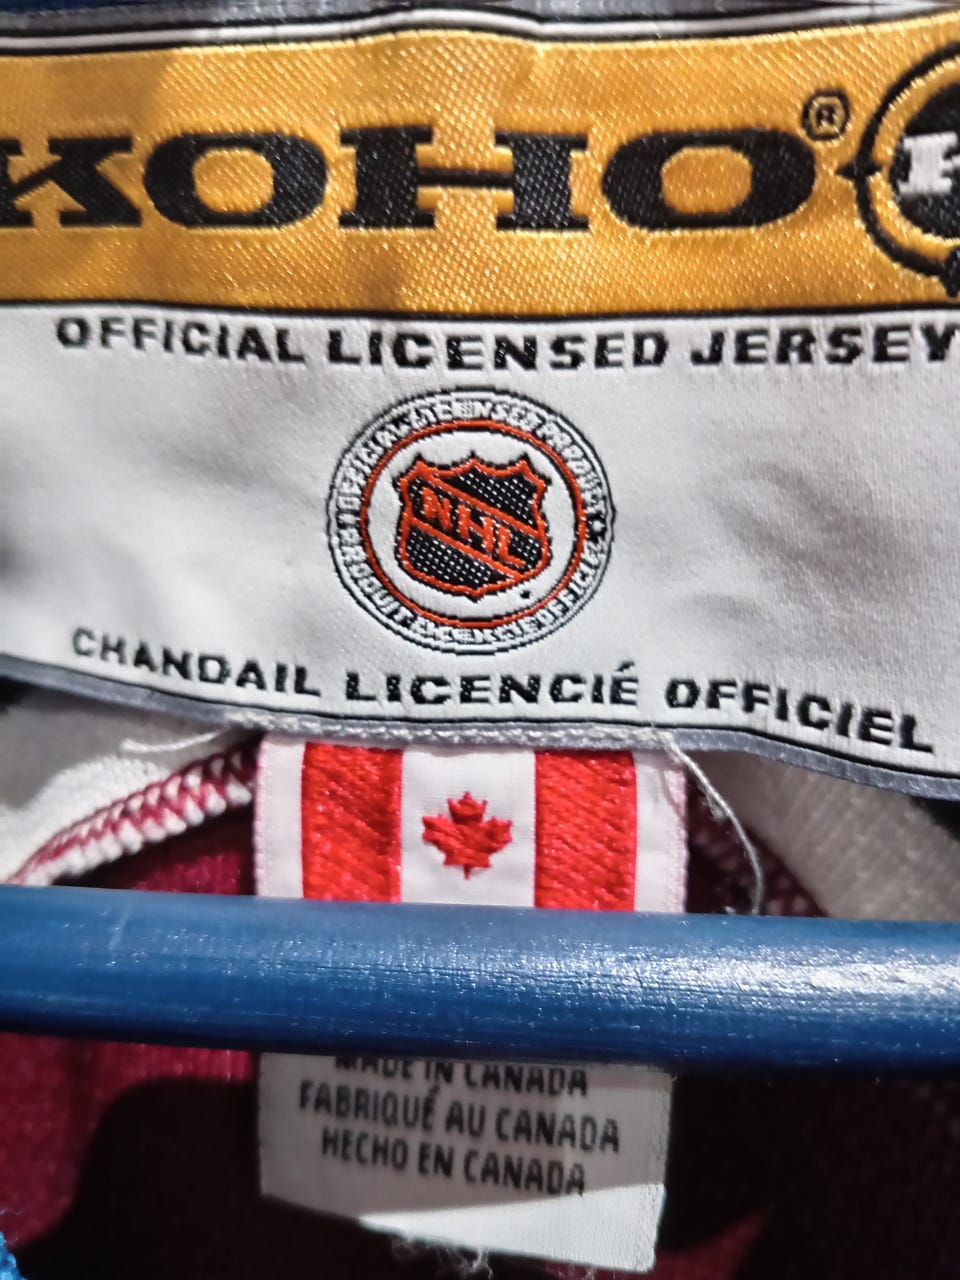 KOHO®
OFFICIAL LICENSED JERSEY
NHL
CHANDAIL LICENCIÉ OFFICIEL
MADE IN CANADA
FABRIQUÉ AU CANADA
HECHO EN CANADA